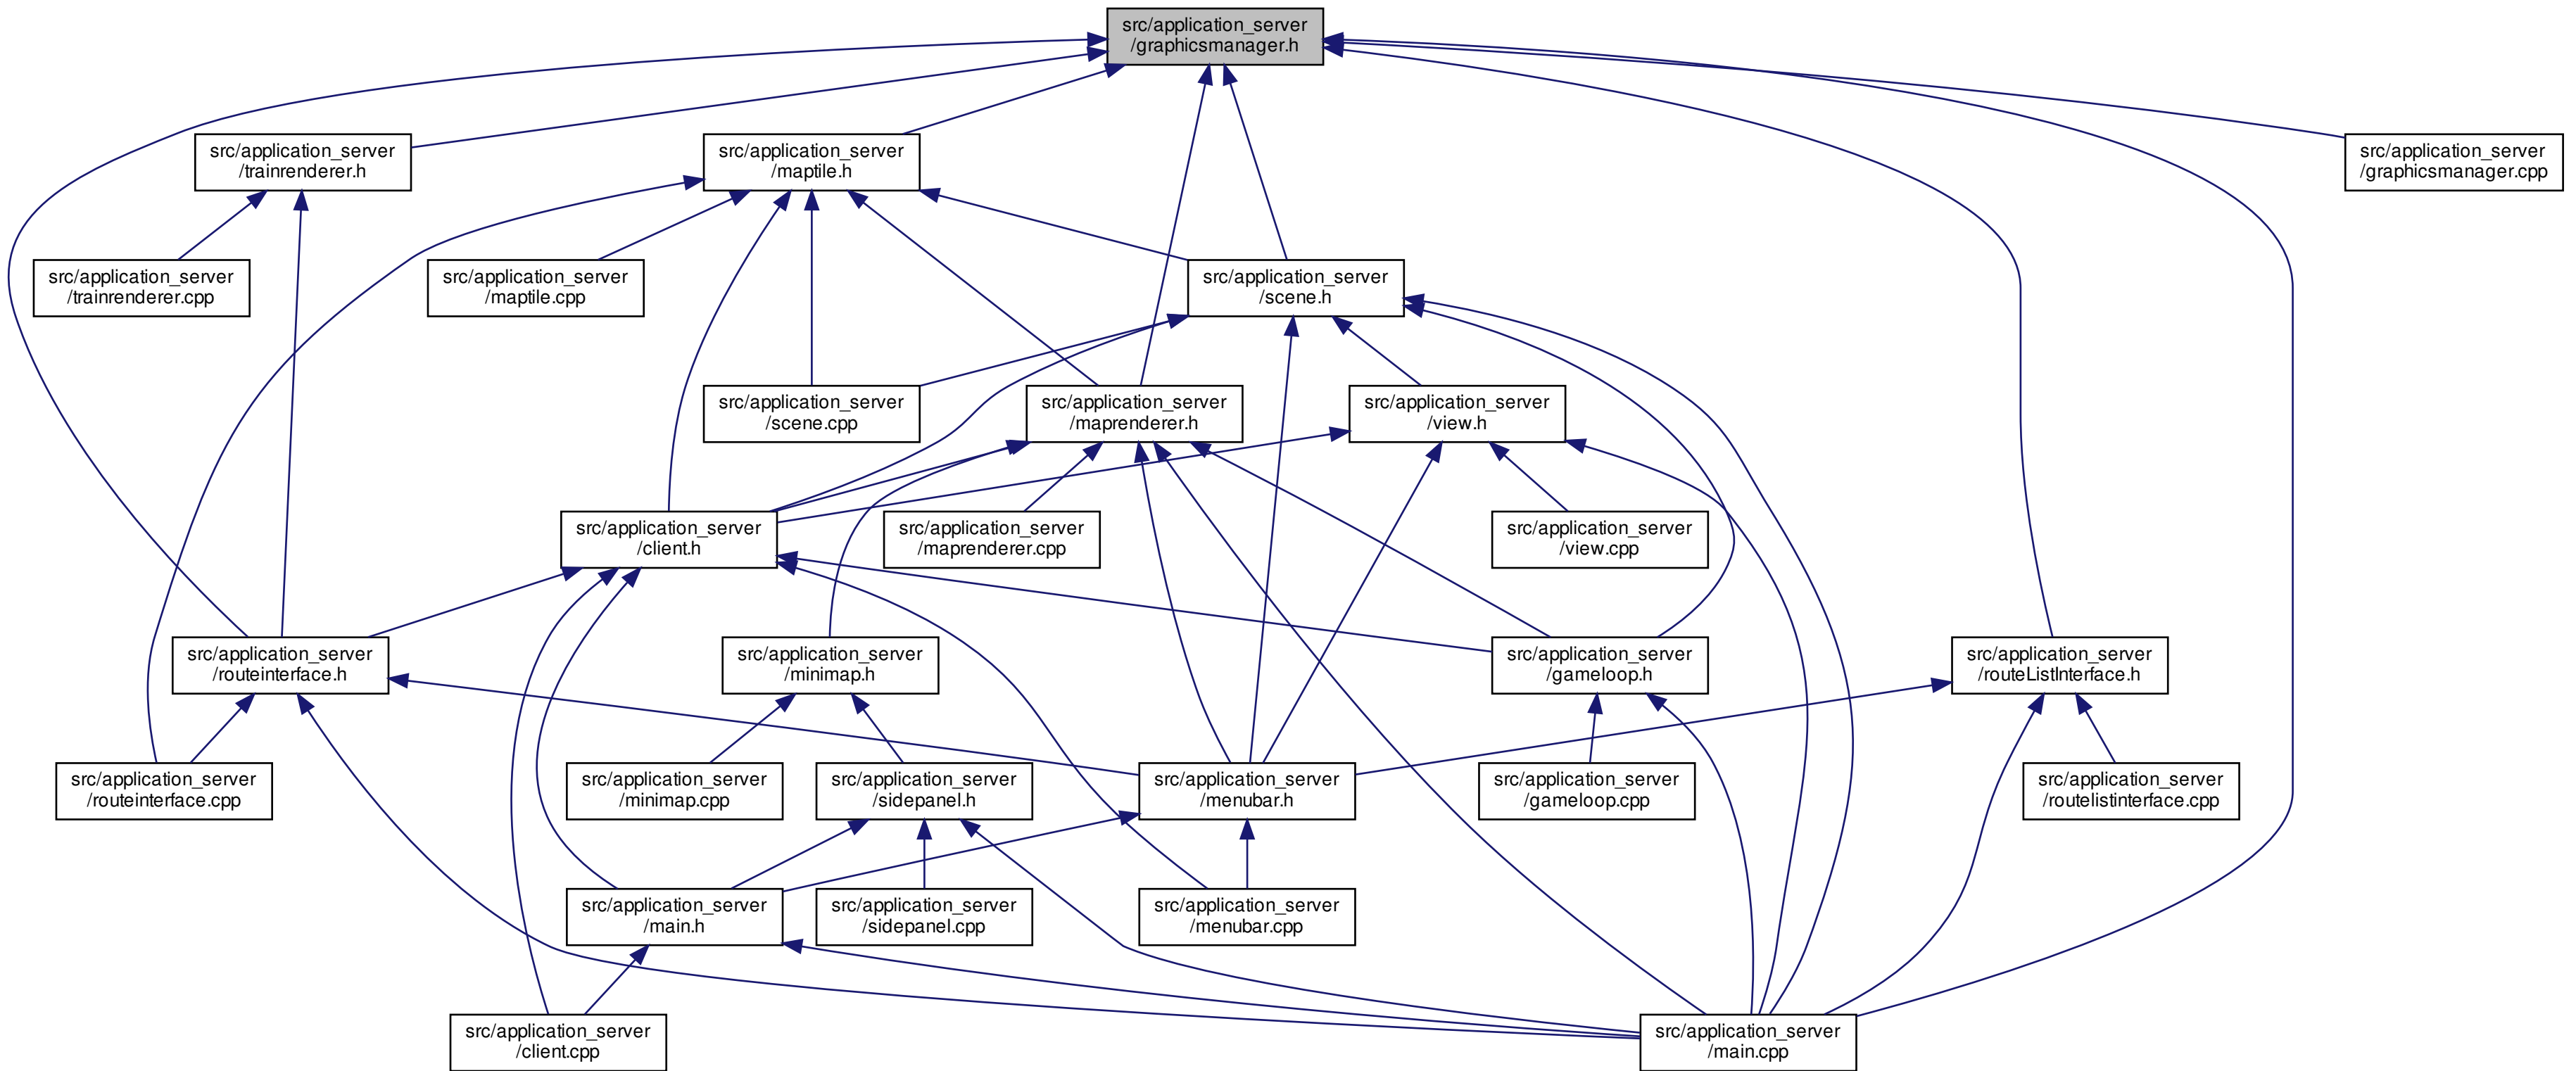 src/application_server
/graphicsmanager.h
src/application_server
/trainrenderer.h
src/application_server
/maptile.h
src/application_server
/graphicsmanager.cpp
src/application_server
/trainrenderer.cpp
src/application_server
/maptile.cpp
src/application_server
/scene.h
src/application_server
/scene.cpp
src/application_server
/maprenderer.h
src/application_server
/view.h
src/application_server
/client.h
src/application_server
/maprenderer.cpp
src/application_server
/view.cpp
src/application_server
/routeinterface.h
src/application_server
/minimap.h
src/application_server
/gameloop.h
src/application_server
/routeListInterface.h
src/application_server
/routeinterface.cpp
src/application_server
/minimap.cpp
src/application_server
/sidepanel.h
src/application_server
/menubar.h
src/application_server
/gameloop.cpp
src/application_server
/routelistinterface.cpp
src/application_server
/main.h
src/application_server
/sidepanel.cpp
src/application_server
/menubar.cpp
src/application_server
/client.cpp
src/application_server
/main.cpp